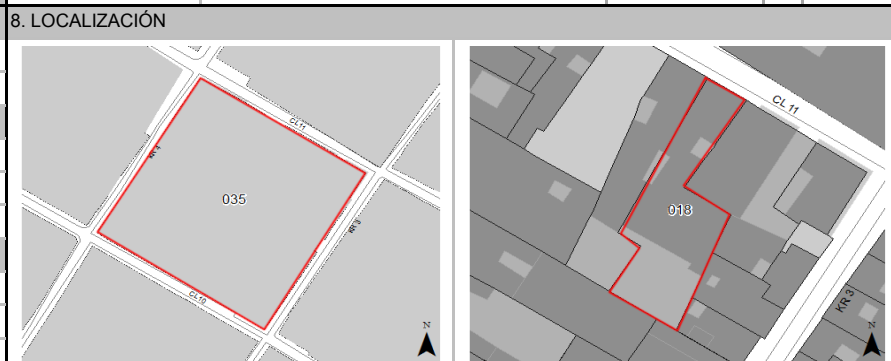 8. LOCALIZACIÓN
CL 11
KR 4
035
KR 3
CL 10
N
CL 11
018
KR 3
N